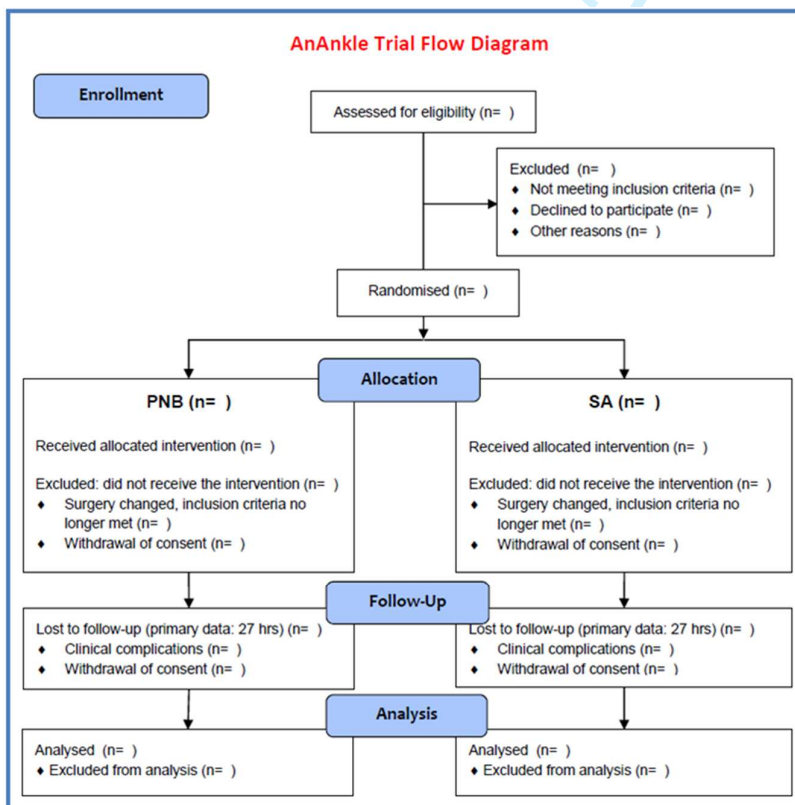 AnAnkle Trial Flow Diagram
Enrollment
Assessed for eligibility (n= )
Excluded (n= )
♦ Not meeting inclusion criteria (n= )
♦ Declined to participate (n= )
♦ Other reasons (n= )
Randomised (n= )
Allocation
PNB (n= )
Received allocated intervention (n= )
Excluded: did not receive the intervention (n= )
♦ Surgery changed, inclusion criteria no
longer met (n= )
♦ Withdrawal of consent (n= )
SA (n= )
Received allocated intervention (n= )
Excluded: did not receive the intervention (n= )
♦ Surgery changed, inclusion criteria no
longer met (n= )
♦ Withdrawal of consent (n= )
Follow-Up
Lost to follow-up (primary data: 27 hrs) (n= )
♦ Clinical complications (n= )
♦ Withdrawal of consent (n= )
Lost to follow-up (primary data: 27 hrs) (n= )
♦ Clinical complications (n= )
♦ Withdrawal of consent (n= )
Analysis
Analysed (n= )
♦ Excluded from analysis (n= )
Analysed (n= )
♦ Excluded from analysis (n= )